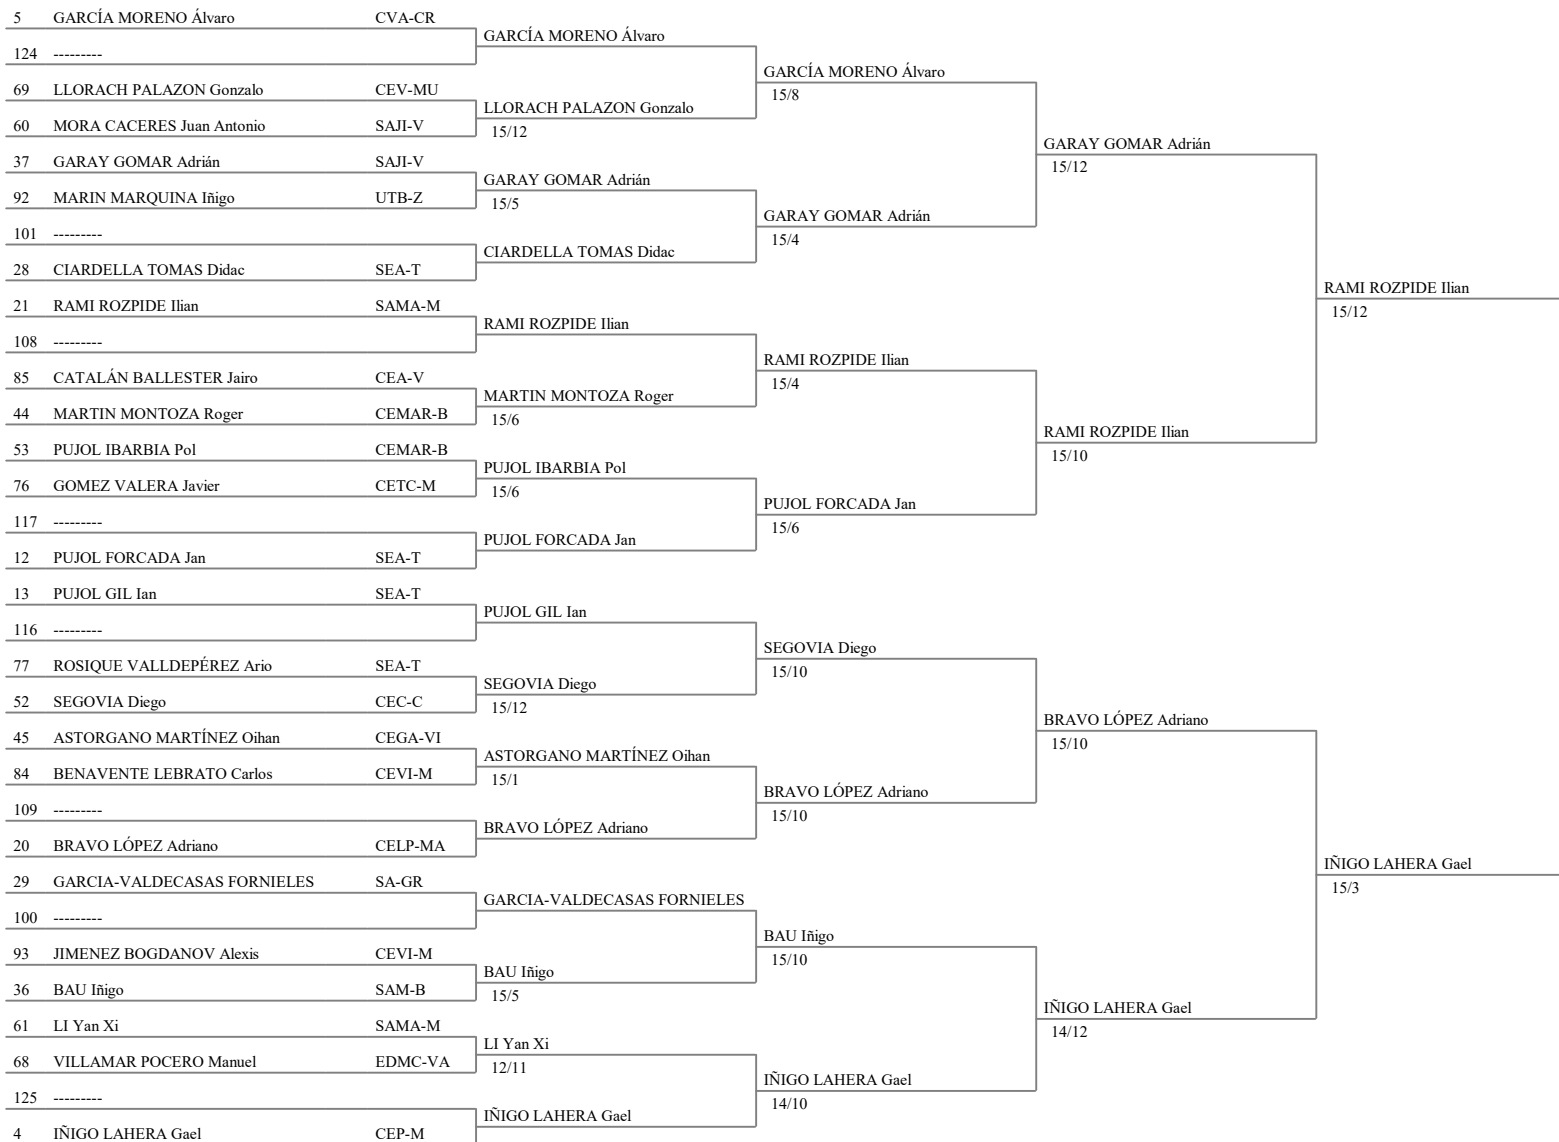 5 GARCÍA MORENO Álvaro CVA-CR
GARCÍA MORENO Álvaro
124 ---------
GARCÍA MORENO Álvaro
69 LLORACH PALAZON Gonzalo CEV-MU
15/8
LLORACH PALAZON Gonzalo
60 MORA CACERES Juan Antonio SAJI-V
15/12
GARAY GOMAR Adrián
37 GARAY GOMAR Adrián SAJI-V
15/12
GARAY GOMAR Adrián
92 MARIN MARQUINA Iñigo UTB-Z
15/5
GARAY GOMAR Adrián
101 ---------
15/4
CIARDELLA TOMAS Didac
28 CIARDELLA TOMAS Didac SEA-T
RAMI ROZPIDE Ilian
21 RAMI ROZPIDE Ilian SAMA-M
15/12
RAMI ROZPIDE Ilian
108 ---------
RAMI ROZPIDE Ilian
85 CATALÁN BALLESTER Jairo CEA-V
15/4
MARTIN MONTOZA Roger
44 MARTIN MONTOZA Roger CEMAR-B
15/6
RAMI ROZPIDE Ilian
53 PUJOL IBARBIA Pol CEMAR-B
15/10
PUJOL IBARBIA Pol
76 GOMEZ VALERA Javier CETC-M
15/6
PUJOL FORCADA Jan
117 ---------
15/6
PUJOL FORCADA Jan
12 PUJOL FORCADA Jan SEA-T
13 PUJOL GIL Ian SEA-T
PUJOL GIL Ian
116 ---------
SEGOVIA Diego
77 ROSIQUE VALLDEPÉREZ Ario SEA-T
15/10
SEGOVIA Diego
52 SEGOVIA Diego CEC-C
15/12
BRAVO LÓPEZ Adriano
45 ASTORGANO MARTÍNEZ Oihan CEGA-VI
15/10
ASTORGANO MARTÍNEZ Oihan
84 BENAVENTE LEBRATO Carlos CEVI-M
15/1
BRAVO LÓPEZ Adriano
109 ---------
15/10
BRAVO LÓPEZ Adriano
20 BRAVO LÓPEZ Adriano CELP-MA
IÑIGO LAHERA Gael
29 GARCIA-VALDECASAS FORNIELES SA-GR
15/3
GARCIA-VALDECASAS FORNIELES
100 ---------
BAU Iñigo
93 JIMENEZ BOGDANOV Alexis CEVI-M
15/10
BAU Iñigo
36 BAU Iñigo SAM-B
15/5
IÑIGO LAHERA Gael
61 LI Yan Xi SAMA-M
14/12
LI Yan Xi
68 VILLAMAR POCERO Manuel EDMC-VA
12/11
IÑIGO LAHERA Gael
125 ---------
14/10
IÑIGO LAHERA Gael
4 IÑIGO LAHERA Gael CEP-M